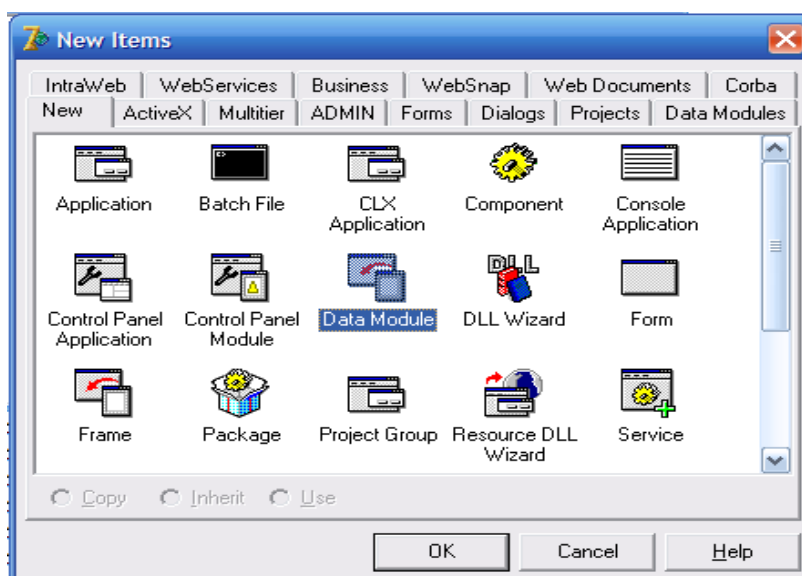 New Items
IntraWeb WebServices Business WebSnap Web Documents Corba
New ActiveX Multitier ADMIN Forms Dialogs Projects Data Modules
Application Batch File CLX Application Component Console Application
Control Panel Application Control Panel Module Data Module DLL Wizard Form
Frame Package Project Group Resource DLL Wizard Service
Copy Inherit Use
OK Cancel Help